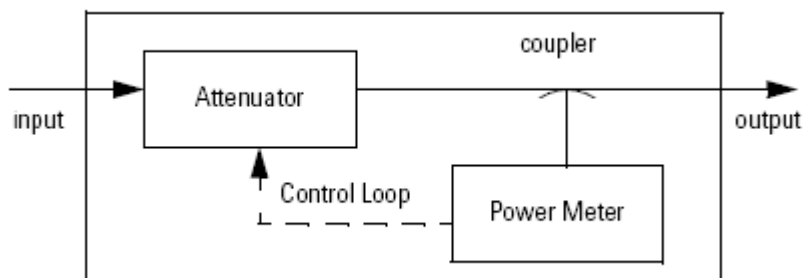 coupler
Attenuator
input
output
Control Loop
Power Meter